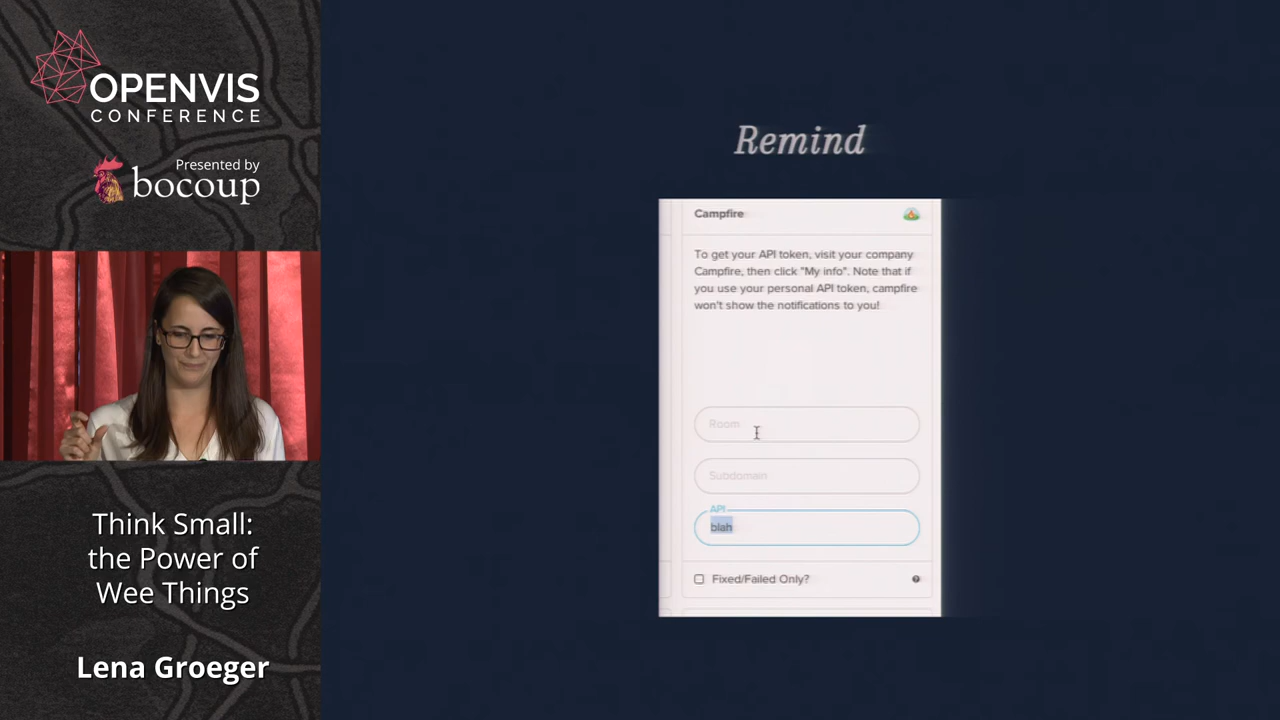 OPENVIS
CONFERENCE
Presented by
bocoup
Think Small:
the Power of
Wee Things
Lena Groeger
Remind
Campfire
To get your API token, visit your company
Campfire, then click "My info". Note that if
you use your personal API token, campfire
won't show the notifications to you!
Room
Subdomain
API
blah
Fixed/Failed Only?
?